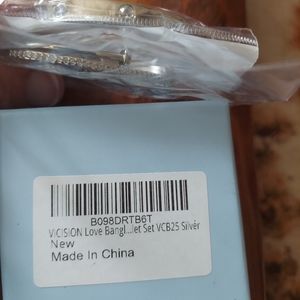 B098DRTB6T
VICISION Love Bangl...let Set VCB25 Silver
New
Made In China